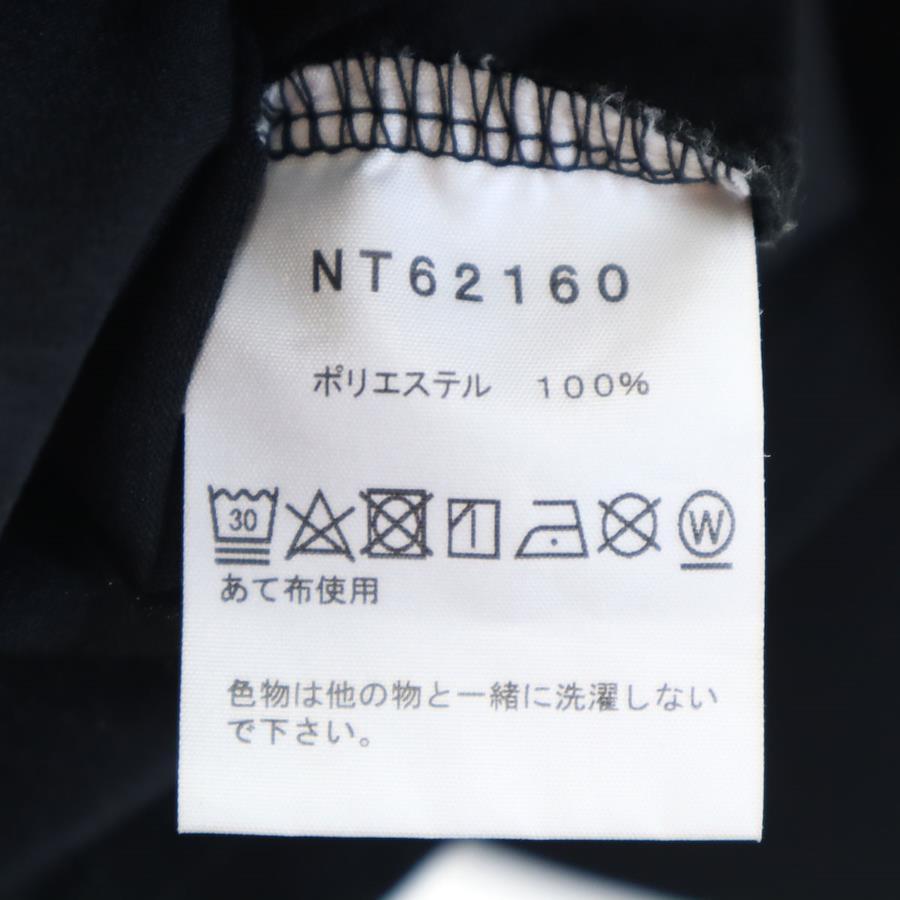 NT62160
ポリエステル 100%
30 W
あて布使用
色物は他の物と一緒に洗濯しない
で下さい。